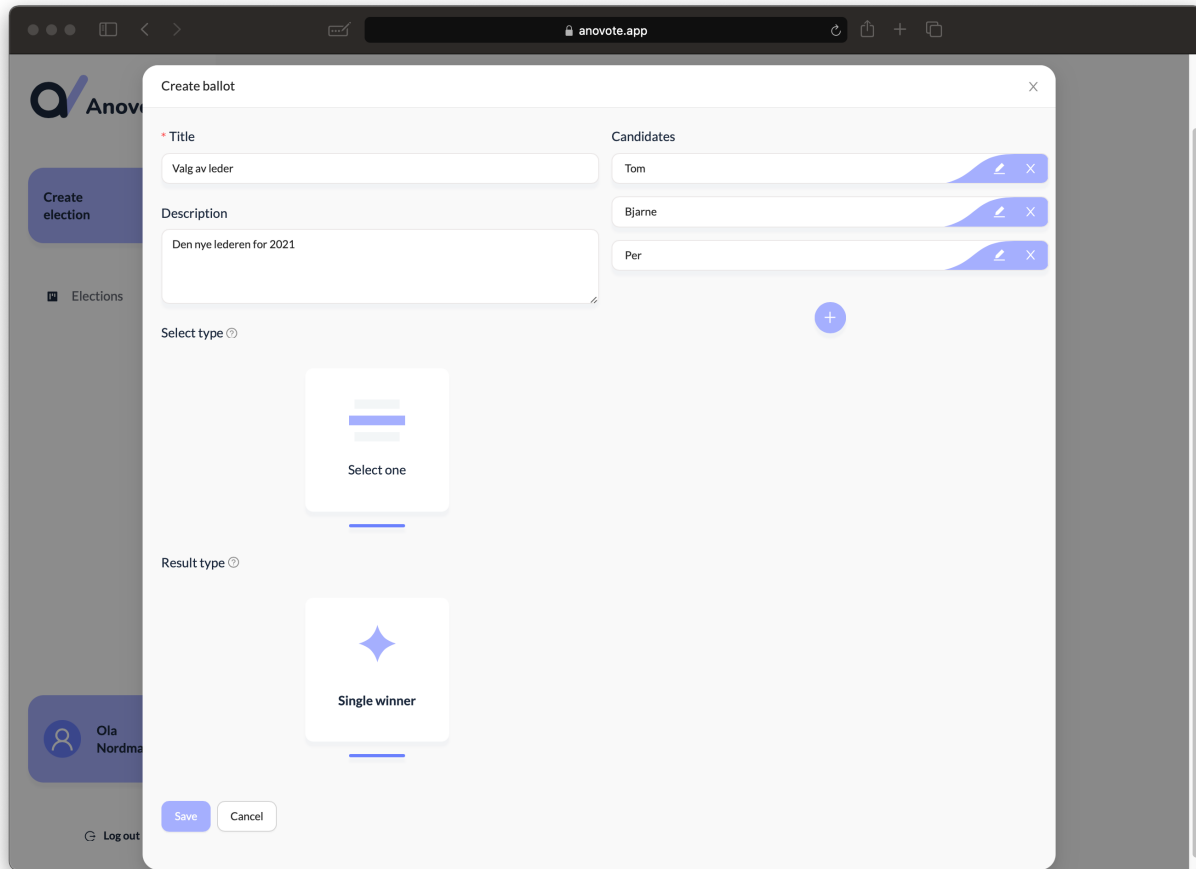 anovote.app
Anov
Create
election
Elections
Ola
Nordma
Log out
Create ballot
* Title
Valg av leder
Description
Den nye lederen for 2021
Select type
Select one
Result type
Single winner
Save
Cancel
Candidates
Tom
Bjarne
Per